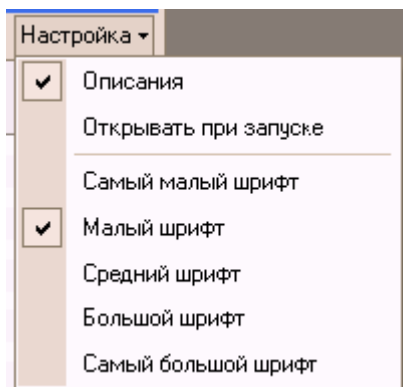 Настройка
Описания
Открывать при запуске
Самый малый шрифт
Малый шрифт
Средний шрифт
Большой шрифт
Самый большой шрифт